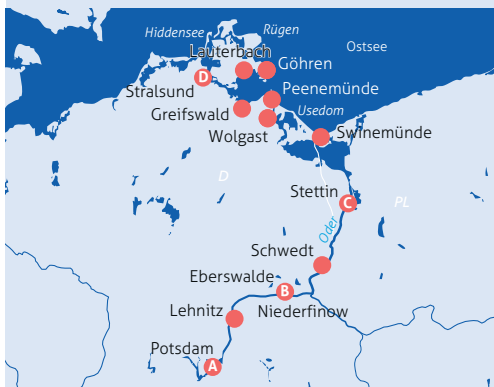 Hiddensee
Rügen
Ostsee
Lauterbach
Göhren
D
Stralsund
Peenemünde
Greifswald
Usedom
Wolgast
Swinemünde
D
Stettin
C
PL
Oder
Schwedt
Eberswalde
B
Niederfinow
Lehnitz
Potsdam
A